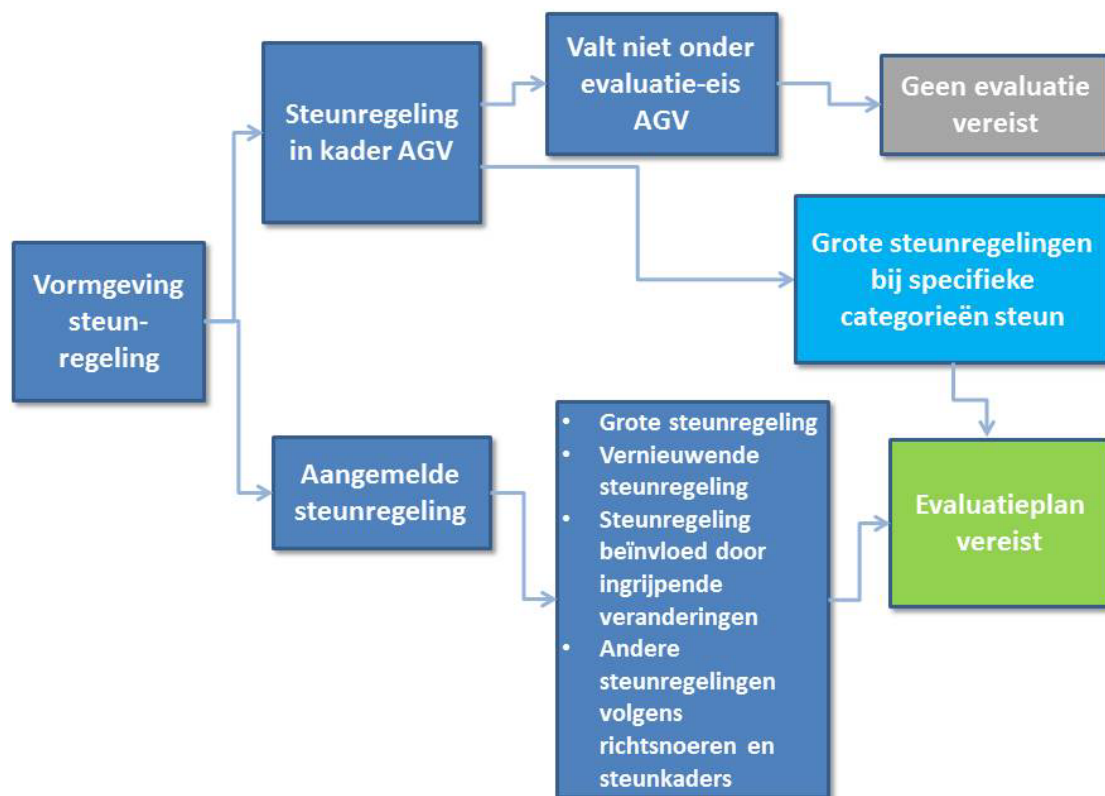 Vormgeving
steun-
regeling
Steunregeling
in kader AGV
Valt niet onder
evaluatie-eis
AGV
Geen evaluatie
vereist
Grote steunregelingen
bij specifieke
categorieën steun
Aangemelde
steunregeling
• Grote steunregeling
• Vernieuwende
steunregeling
• Steunregeling
beïnvloed door
ingrijpende
veranderingen
• Andere
steunregelingen
volgens
richtsnoeren en
steunkaders
Evaluatieplan
vereist